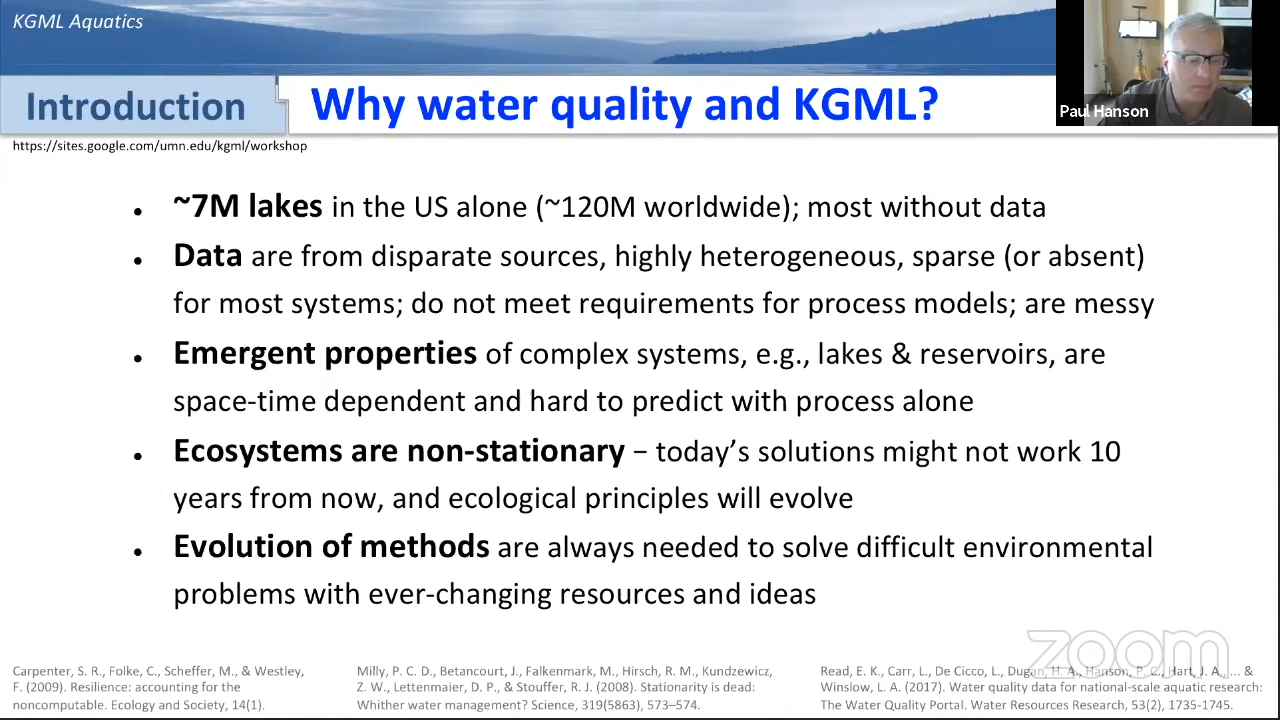 KGML Aquatics
Introduction
Why water quality and KGML?
Paul Hanson
https://sites.google.com/umn.edu/kgml/workshop
• ~7M lakes in the US alone (~120M worldwide); most without data
• Data are from disparate sources, highly heterogeneous, sparse (or absent)
for most systems; do not meet requirements for process models; are messy
• Emergent properties of complex systems, e.g., lakes & reservoirs, are
space-time dependent and hard to predict with process alone
• Ecosystems are non-stationary – today’s solutions might not work 10
years from now, and ecological principles will evolve
• Evolution of methods are always needed to solve difficult environmental
problems with ever-changing resources and ideas
zoom
Carpenter, S. R., Folke, C., Scheffer, M., & Westley,
F. (2009). Resilience: accounting for the
noncomputable. Ecology and Society, 14(1).
Milly, P. C. D., Betancourt, J., Falkenmark, M., Hirsch, R. M., Kundzewicz,
Z. W., Lettenmaier, D. P., & Stouffer, R. J. (2008). Stationarity is dead:
Whither water management? Science, 319(5863), 573–574.
Read, E. K., Carr, L., De Cicco, L., Dugan, H. A., Hanson, P. C., Hart, J. A., ... &
Winslow, L. A. (2017). Water quality data for national-scale aquatic research:
The Water Quality Portal. Water Resources Research, 53(2), 1735-1745.